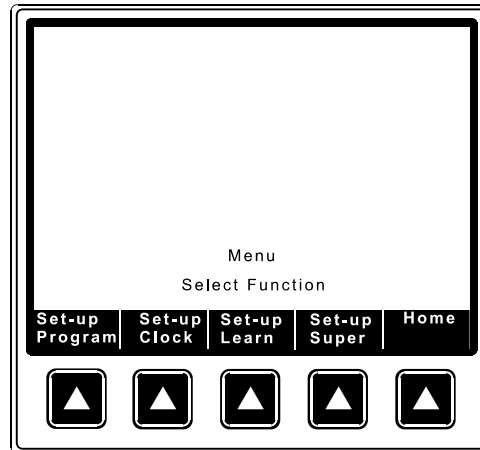 Menu
Select Function
Set-up Program
Set-up Clock
Set-up Learn
Set-up Super
Home